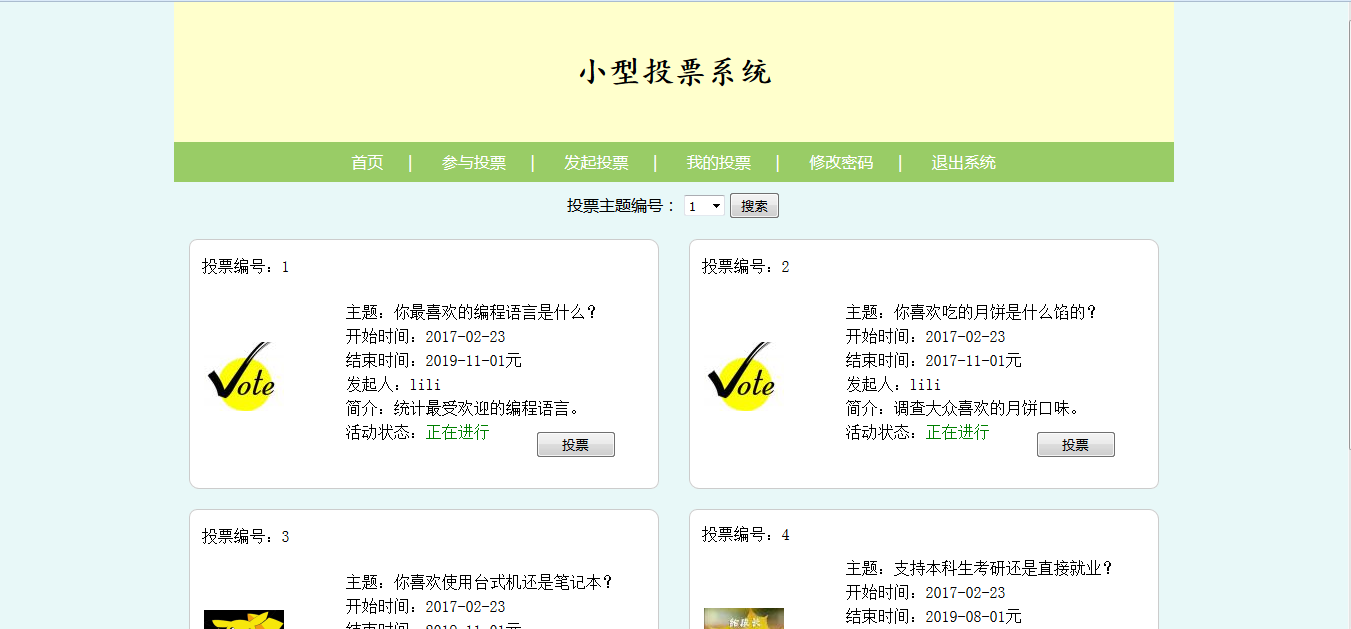 小型投票系统
首页 | 参与投票 | 发起投票 | 我的投票 | 修改密码 | 退出系统
投票主题编号: 1 搜索
投票编号: 1
主题: 你最喜欢的编程语言是什么?
开始时间: 2017-02-23
结束时间: 2019-11-01元
发起人: lili
简介: 统计最受欢迎的编程语言。
活动状态: 正在进行
投票
Vote
投票编号: 2
主题: 你喜欢吃的月饼是什么馅的?
开始时间: 2017-02-23
结束时间: 2017-11-01元
发起人: lili
简介: 调查大众喜欢的月饼口味。
活动状态: 正在进行
投票
Vote
投票编号: 3
主题: 你喜欢使用台式机还是笔记本?
开始时间: 2017-02-23
结束时间: 2019-11-01元
投票编号: 4
主题: 支持本科生考研还是直接就业?
开始时间: 2017-02-23
结束时间: 2019-08-01元